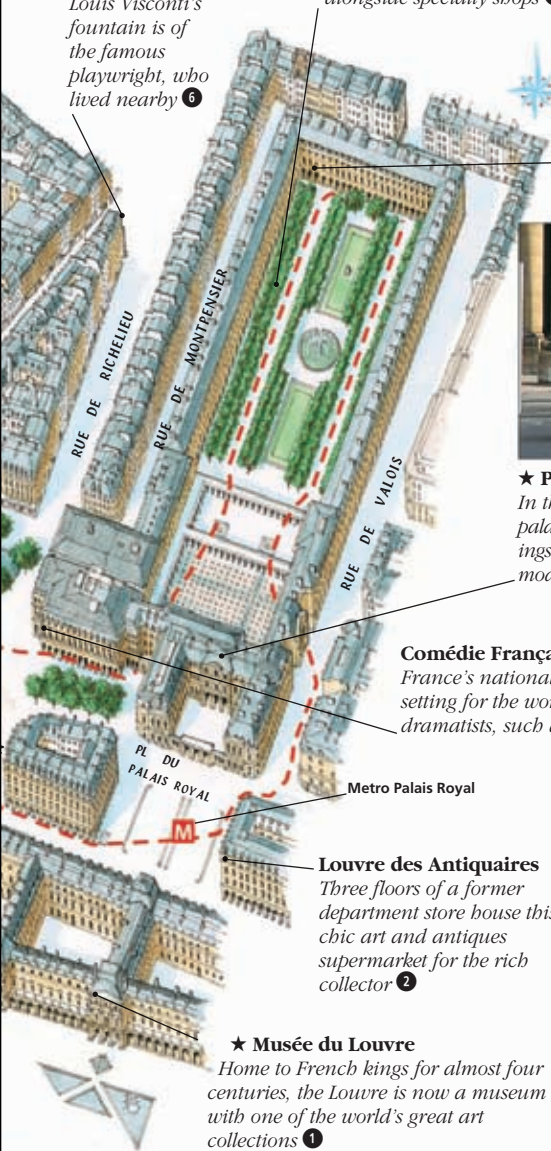 Louis Visconti's
fountain is of
the famous
playwright, who
lived nearby 6
alongside specialty shops
RUE DE RICHELIEU
RUE DE MONTPENSIER
RUE DE VALOIS
★ P
In th
pala
ings
mod
Comédie França
France's national
setting for the wor
dramatists, such a
PL DU
PALAIS ROYAL
Metro Palais Royal
M
Louvre des Antiquaires
Three floors of a former
department store house this
chic art and antiques
supermarket for the rich
collector 2
★ Musée du Louvre
Home to French kings for almost four
centuries, the Louvre is now a museum
with one of the world's great art
collections 1